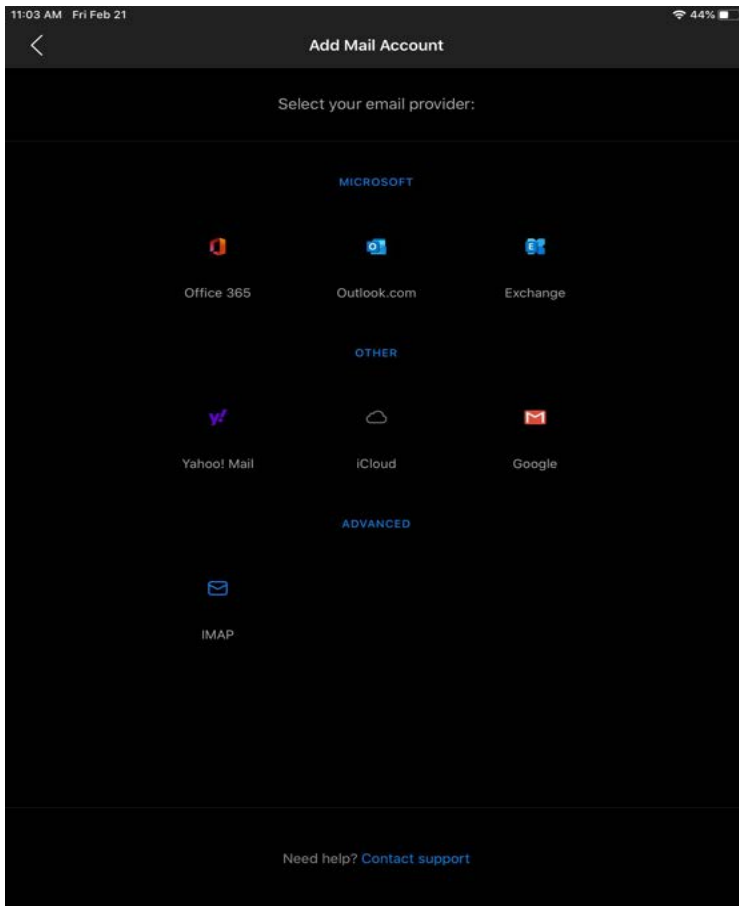 11:03 AM Fri Feb 21 44%
Add Mail Account
Select your email provider:
MICROSOFT
Office 365 Outlook.com Exchange
OTHER
Yahoo! Mail iCloud Google
ADVANCED
IMAP
Need help? Contact support